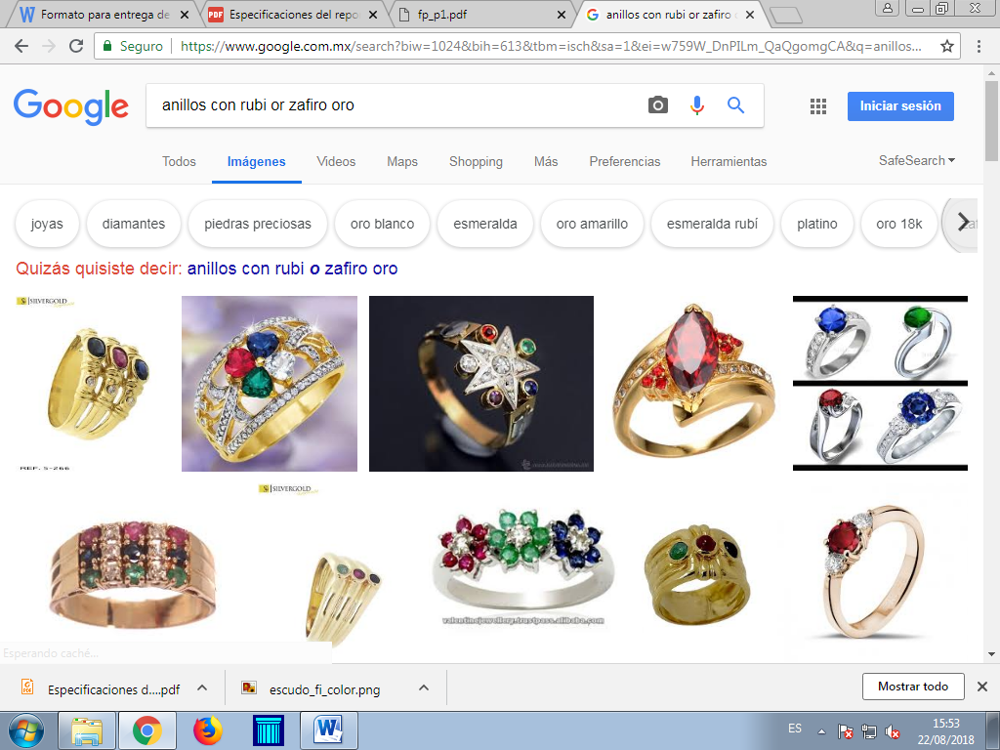 Formato para entrega de
Especificaciones del repo
fp_p1.pdf
anillos con rubi or zafiro o
Seguro
https://www.google.com.mx/search?biw=1024&bih=613&tbm=isch&sa=1&ei=w759W_DnPILm_QaQgomgCA&q=anillos...
Google
anillos con rubi or zafiro oro
Iniciar sesión
Todos
Imágenes
Videos
Maps
Shopping
Más
Preferencias
Herramientas
SafeSearch
joyas
diamantes
piedras preciosas
oro blanco
esmeralda
oro amarillo
esmeralda rubí
platino
oro 18k
Quizás quisiste decir: anillos con rubi o zafiro oro
SILVERGOLD
REF. S-266
SILVERGOLD
valentinejewellery.trustpass.alibaba.com
Esperando caché...
Especificaciones d....pdf
escudo_fi_color.png
Mostrar todo
ES
15:53
22/08/2018